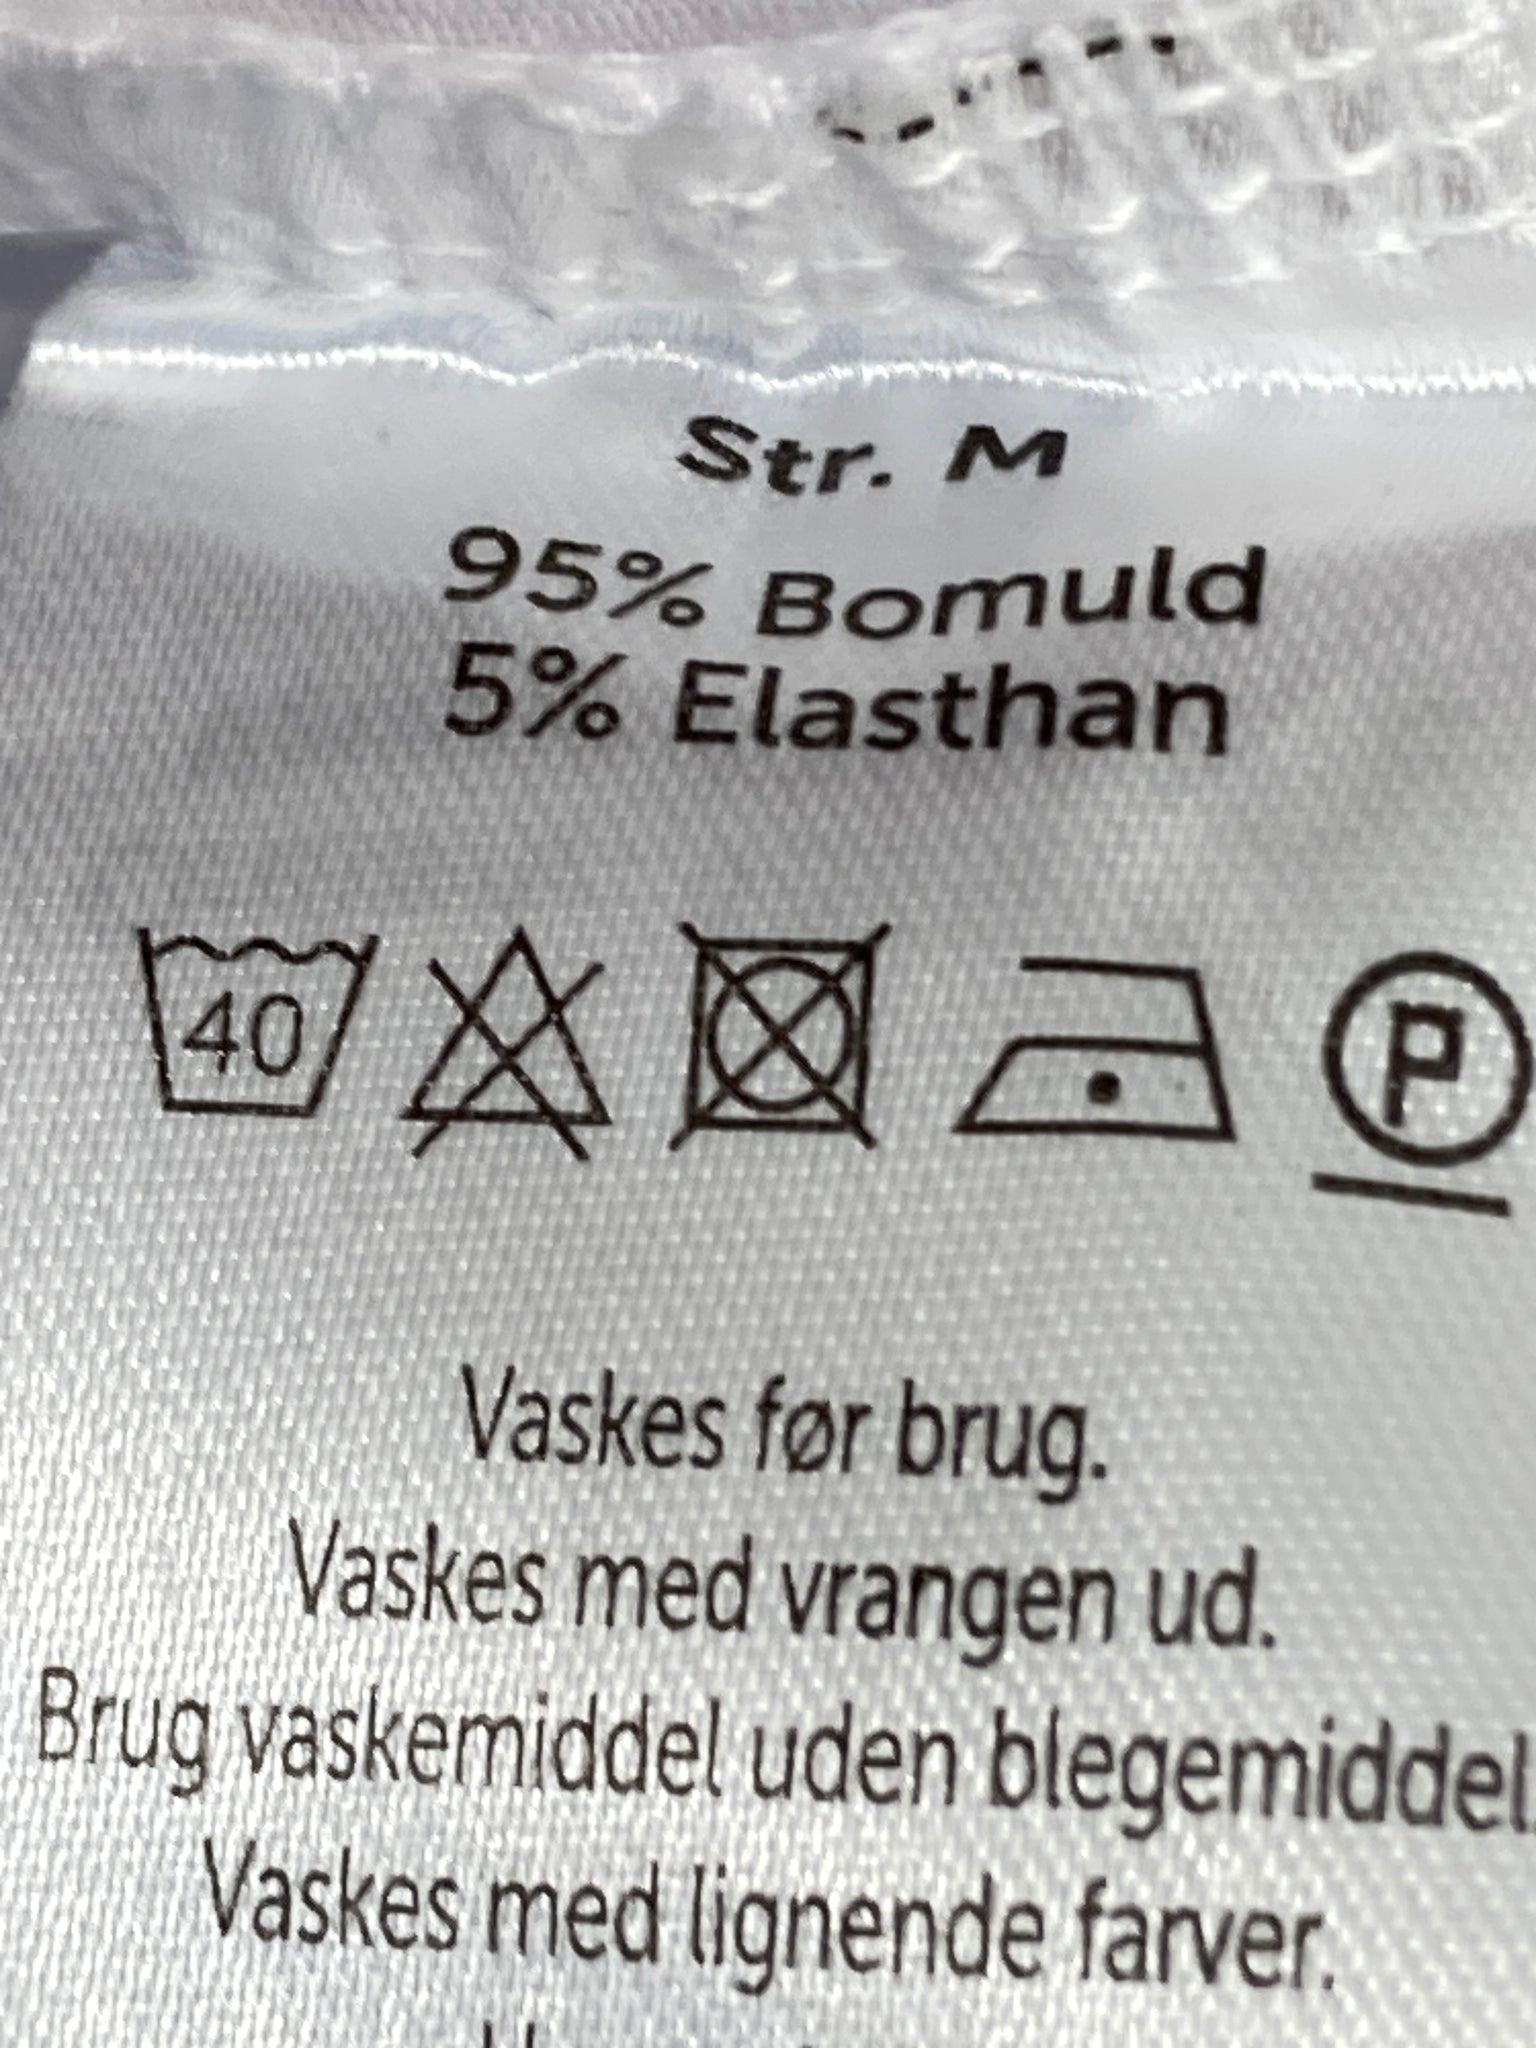 Str. M
95% Bomuld
5% Elasthan
40 P
Vaskes før brug.
Vaskes med vrangen ud.
Brug vaskemiddel uden blegemiddel.
Vaskes med lignende farver.